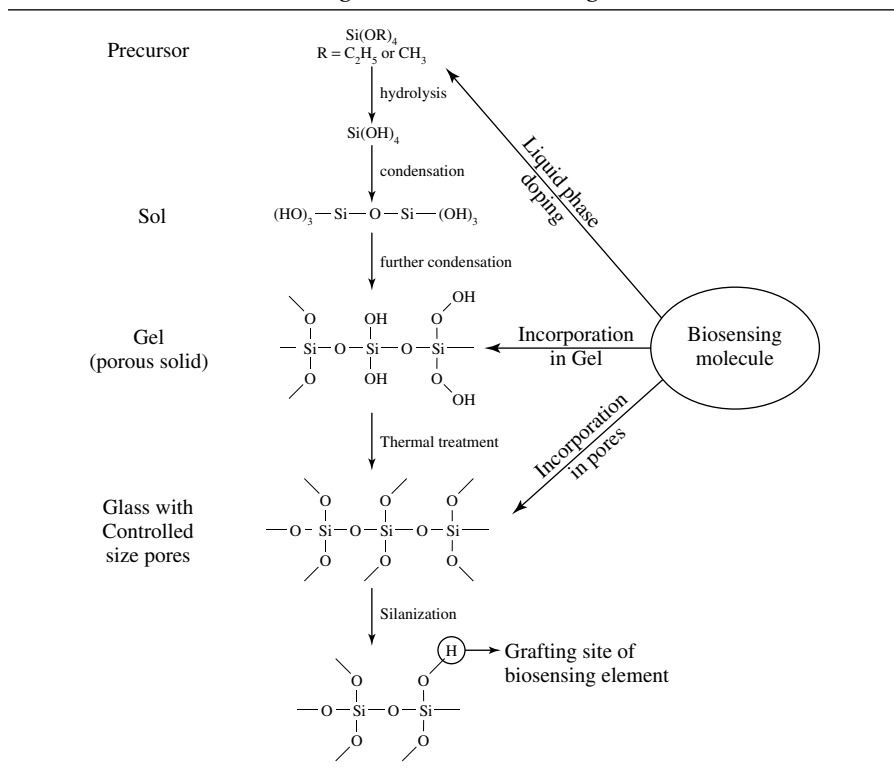 Precursor
Si(OR)4
R = C2H5 or CH3
hydrolysis
Si(OH)4
condensation
Liquid phase
doping
Sol
(HO)3 — Si — O — Si — (OH)3
further condensation
Gel
(porous solid)
OH
O OH O
Si O Si O Si
O OH O
OH
Incorporation
in Gel
Biosensing
molecule
Thermal treatment
Incorporation
in pores
Glass with
Controlled
size pores
O O O
O Si O Si O Si
O O O
Silanization
H
Grafting site of
biosensing element
O O
O Si O Si
O O